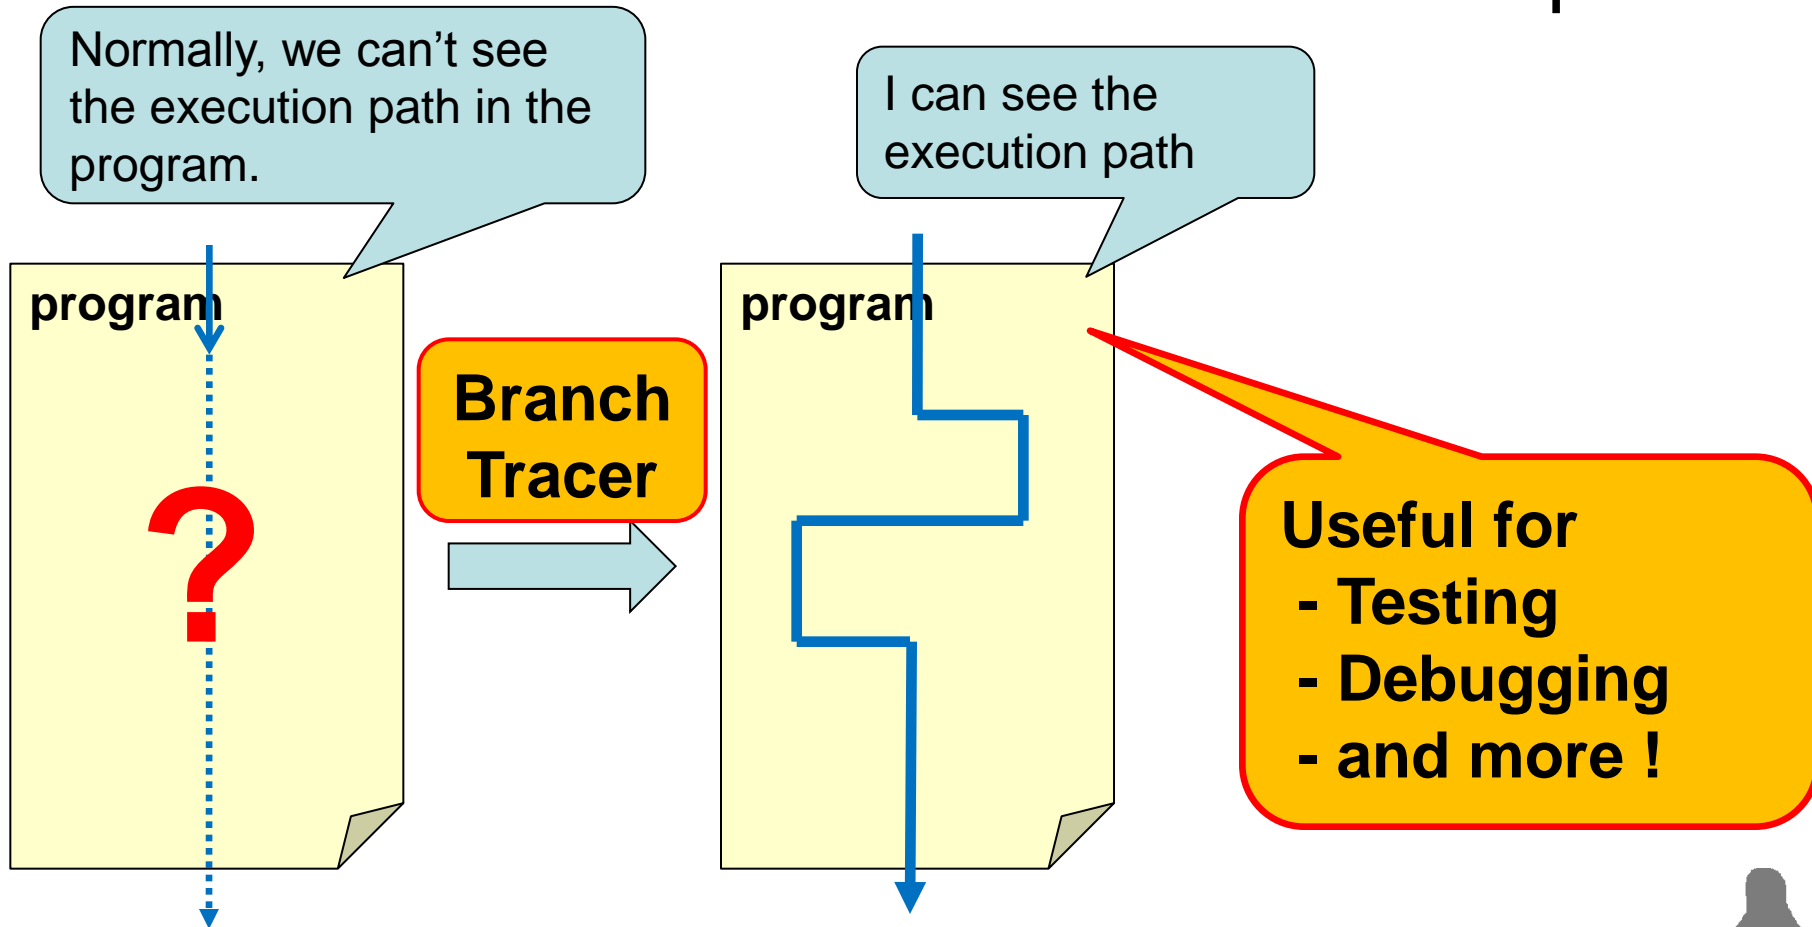 Normally, we can't see
the execution path in the
program.
I can see the
execution path
program
?
Branch
Tracer
program
Useful for
- Testing
- Debugging
- and more !